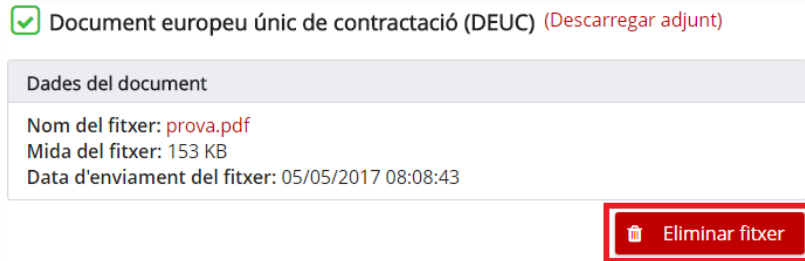 Document europeu únic de contractació (DEUC) (Descarregar adjunt)
Dades del document
Nom del fitxer: prova.pdf
Mida del fitxer: 153 KB
Data d'enviament del fitxer: 05/05/2017 08:08:43
Eliminar fitxer